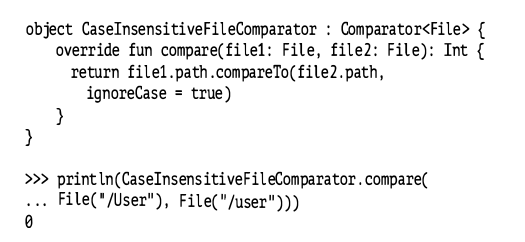 object CaseInsensitiveFileComparator : Comparator<File> {
    override fun compare(file1: File, file2: File): Int {
      return file1.path.compareTo(file2.path,
        ignoreCase = true)
    }
}

>>> println(CaseInsensitiveFileComparator.compare(
... File("/User"), File("/user")))
0